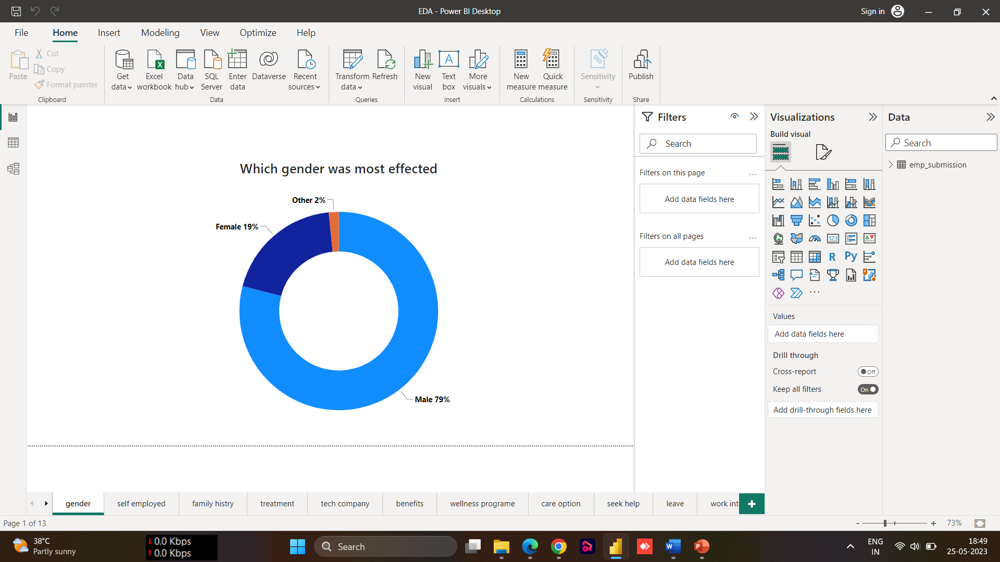 EDA - Power BI Desktop
Sign in
File Home Insert Modeling View Optimize Help
Paste
Cut
Copy
Format painter
Clipboard
Get data
Excel workbook
Data hub
SQL Server
Enter data
Dataverse
Recent sources
Data
Transform data
Refresh
Queries
New visual
Text box
More visuals
Insert
New measure
Quick measure
Calculations
Sensitivity
Sensitivity
Publish
Share
Which gender was most effected
Other 2%
Female 19%
Male 79%
Filters
Search
Filters on this page
...
Add data fields here
Filters on all pages
...
Add data fields here
Visualizations
Build visual
123
R
Py
...
Values
Add data fields here
Drill through
Cross-report
Off
Keep all filters
On
Add drill-through fields here
Data
Search
emp_submission
gender
self employed
family histry
treatment
tech company
benefits
wellness programe
care option
seek help
leave
work int
Page 1 of 13
- + 73%
38°C
Partly sunny
0.0 Kbps
0.0 Kbps
Search
W
P
ENG
IN
18:49
25-05-2023